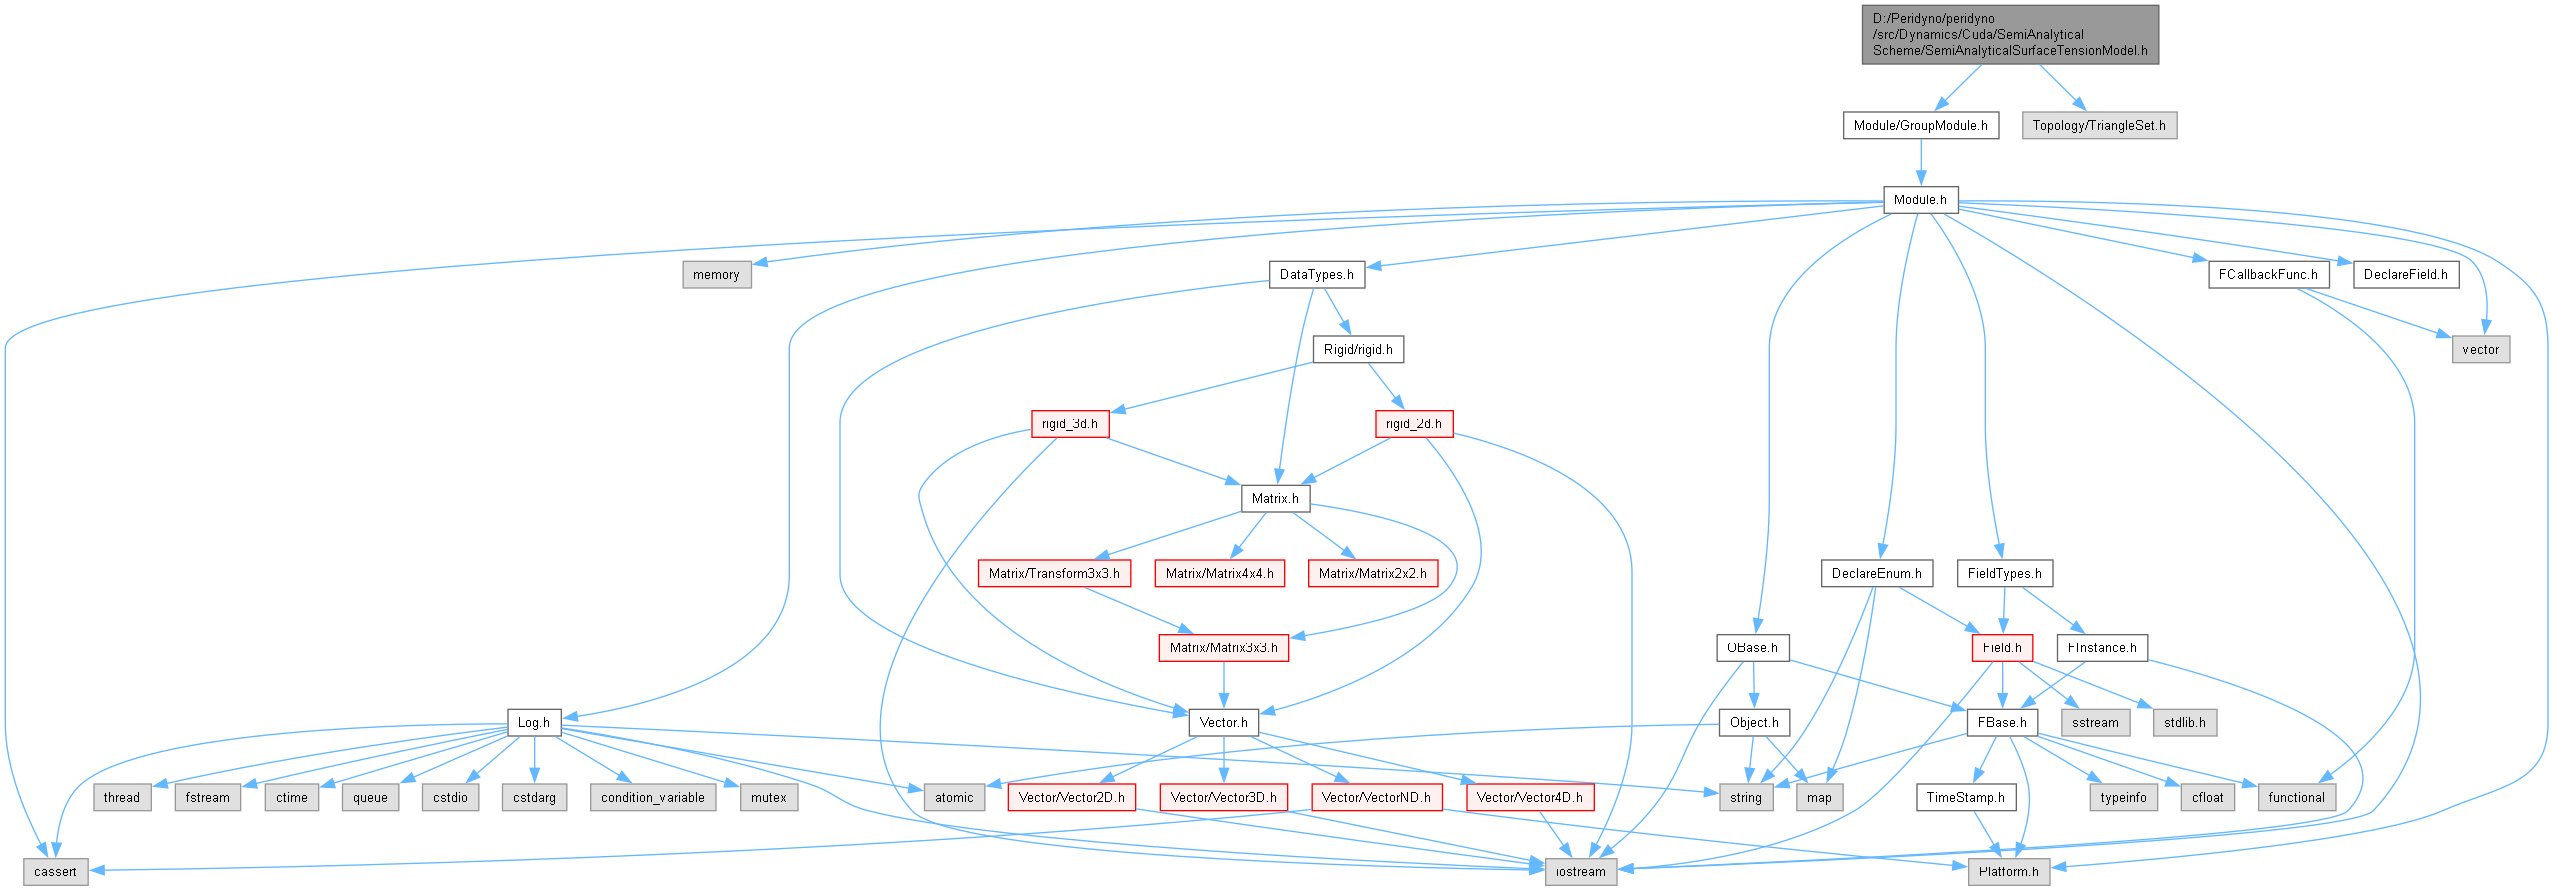 D:/Peridyno/peridyno
/src/Dynamics/Cuda/SemiAnalytical
Scheme/SemiAnalyticalSurfaceTensionModel.h
Module/GroupModule.h
Topology/TriangleSet.h
Module.h
memory
DataTypes.h
FCallbackFunc.h
DeclareField.h
Rigid/rigid.h
vector
rigid_3d.h
rigid_2d.h
Matrix.h
Matrix/Transform3x3.h
Matrix/Matrix4x4.h
Matrix/Matrix2x2.h
DeclareEnum.h
FieldTypes.h
Matrix/Matrix3x3.h
OBase.h
Field.h
FInstance.h
Log.h
Vector.h
Object.h
FBase.h
sstream
stdlib.h
thread
fstream
ctime
queue
cstdio
cstdarg
condition_variable
mutex
atomic
Vector/Vector2D.h
Vector/Vector3D.h
Vector/VectorND.h
Vector/Vector4D.h
string
map
TimeStamp.h
typeinfo
cfloat
functional
cassert
iostream
Platform.h